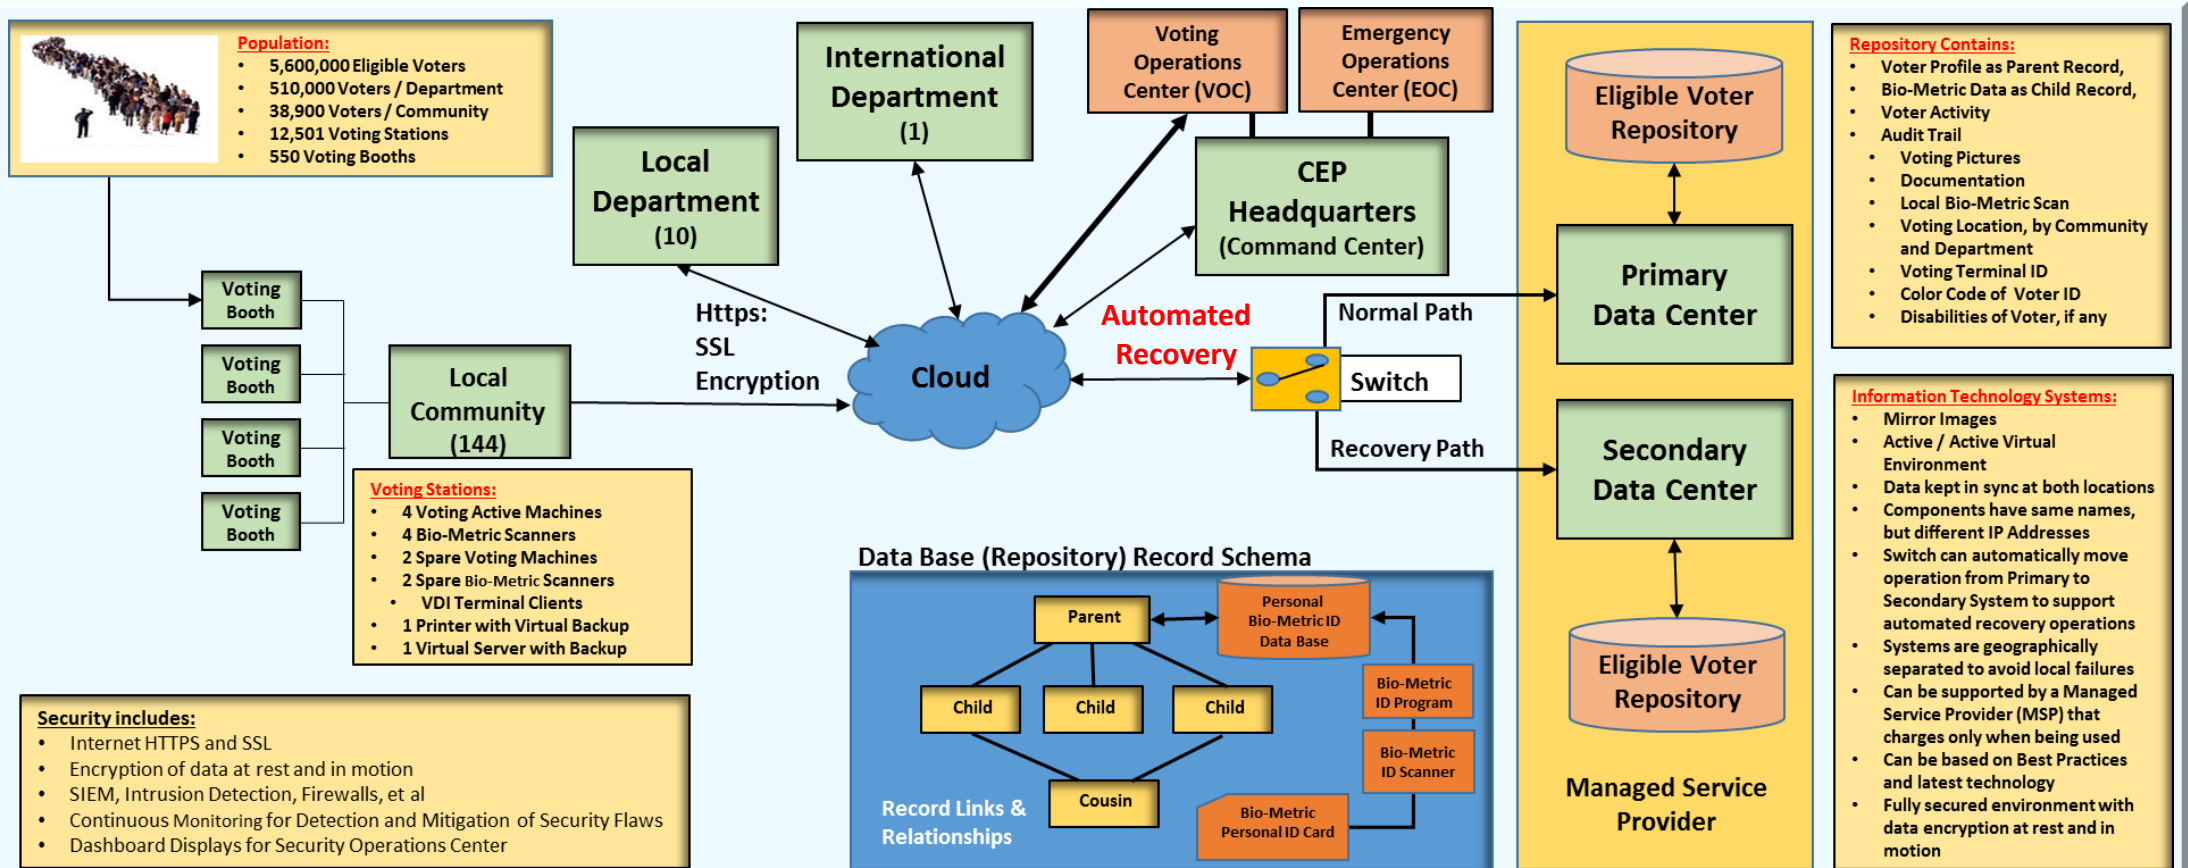 Population:
• 5,600,000 Eligible Voters
• 510,000 Voters / Department
• 38,900 Voters / Community
• 12,501 Voting Stations
• 550 Voting Booths
International
Department
(1)
Local
Department
(10)
Voting
Operations
Center (VOC)
Emergency
Operations
Center (EOC)
CEP
Headquarters
(Command Center)
Voting
Booth
Voting
Booth
Voting
Booth
Voting
Booth
Local
Community
(144)
Https:
SSL
Encryption
Cloud
Automated
Recovery
Switch
Normal Path
Recovery Path
Eligible Voter
Repository
Primary
Data Center
Secondary
Data Center
Eligible Voter
Repository
Managed Service
Provider
Repository Contains:
• Voter Profile as Parent Record,
• Bio-Metric Data as Child Record,
• Voter Activity
• Audit Trail
• Voting Pictures
• Documentation
• Local Bio-Metric Scan
• Voting Location, by Community
and Department
• Voting Terminal ID
• Color Code of Voter ID
• Disabilities of Voter, if any
Information Technology Systems:
• Mirror Images
• Active / Active Virtual
Environment
• Data kept in sync at both locations
• Components have same names,
but different IP Addresses
• Switch can automatically move
operation from Primary to
Secondary System to support
automated recovery operations
• Systems are geographically
separated to avoid local failures
• Can be supported by a Managed
Service Provider (MSP) that
charges only when being used
• Can be based on Best Practices
and latest technology
• Fully secured environment with
data encryption at rest and in
motion
Voting Stations:
• 4 Voting Active Machines
• 4 Bio-Metric Scanners
• 2 Spare Voting Machines
• 2 Spare Bio-Metric Scanners
• VDI Terminal Clients
• 1 Printer with Virtual Backup
• 1 Virtual Server with Backup
Security includes:
• Internet HTTPS and SSL
• Encryption of data at rest and in motion
• SIEM, Intrusion Detection, Firewalls, et al
• Continuous Monitoring for Detection and Mitigation of Security Flaws
• Dashboard Displays for Security Operations Center
Data Base (Repository) Record Schema
Parent
Personal
Bio-Metric ID
Data Base
Child
Child
Child
Bio-Metric
ID Program
Bio-Metric
ID Scanner
Cousin
Bio-Metric
Personal ID Card
Record Links &
Relationships